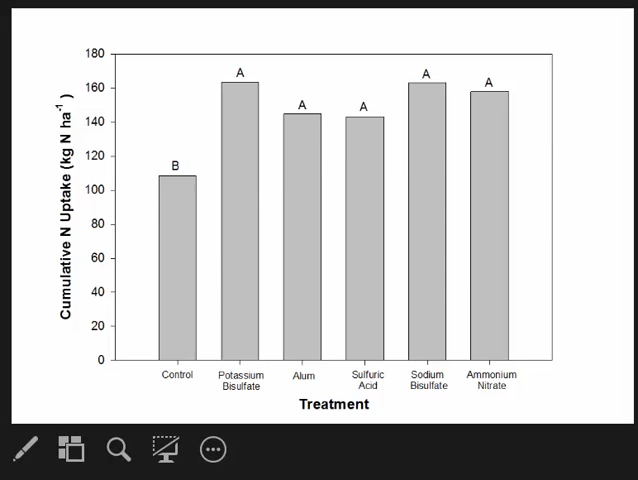 180
160
140
120
100
80
60
40
20
0
Cumulative N Uptake (kg N ha-1 )
B
A
A
A
A
A
Control
Potassium
Bisulfate
Alum
Sulfuric
Acid
Sodium
Bisulfate
Ammonium
Nitrate
Treatment